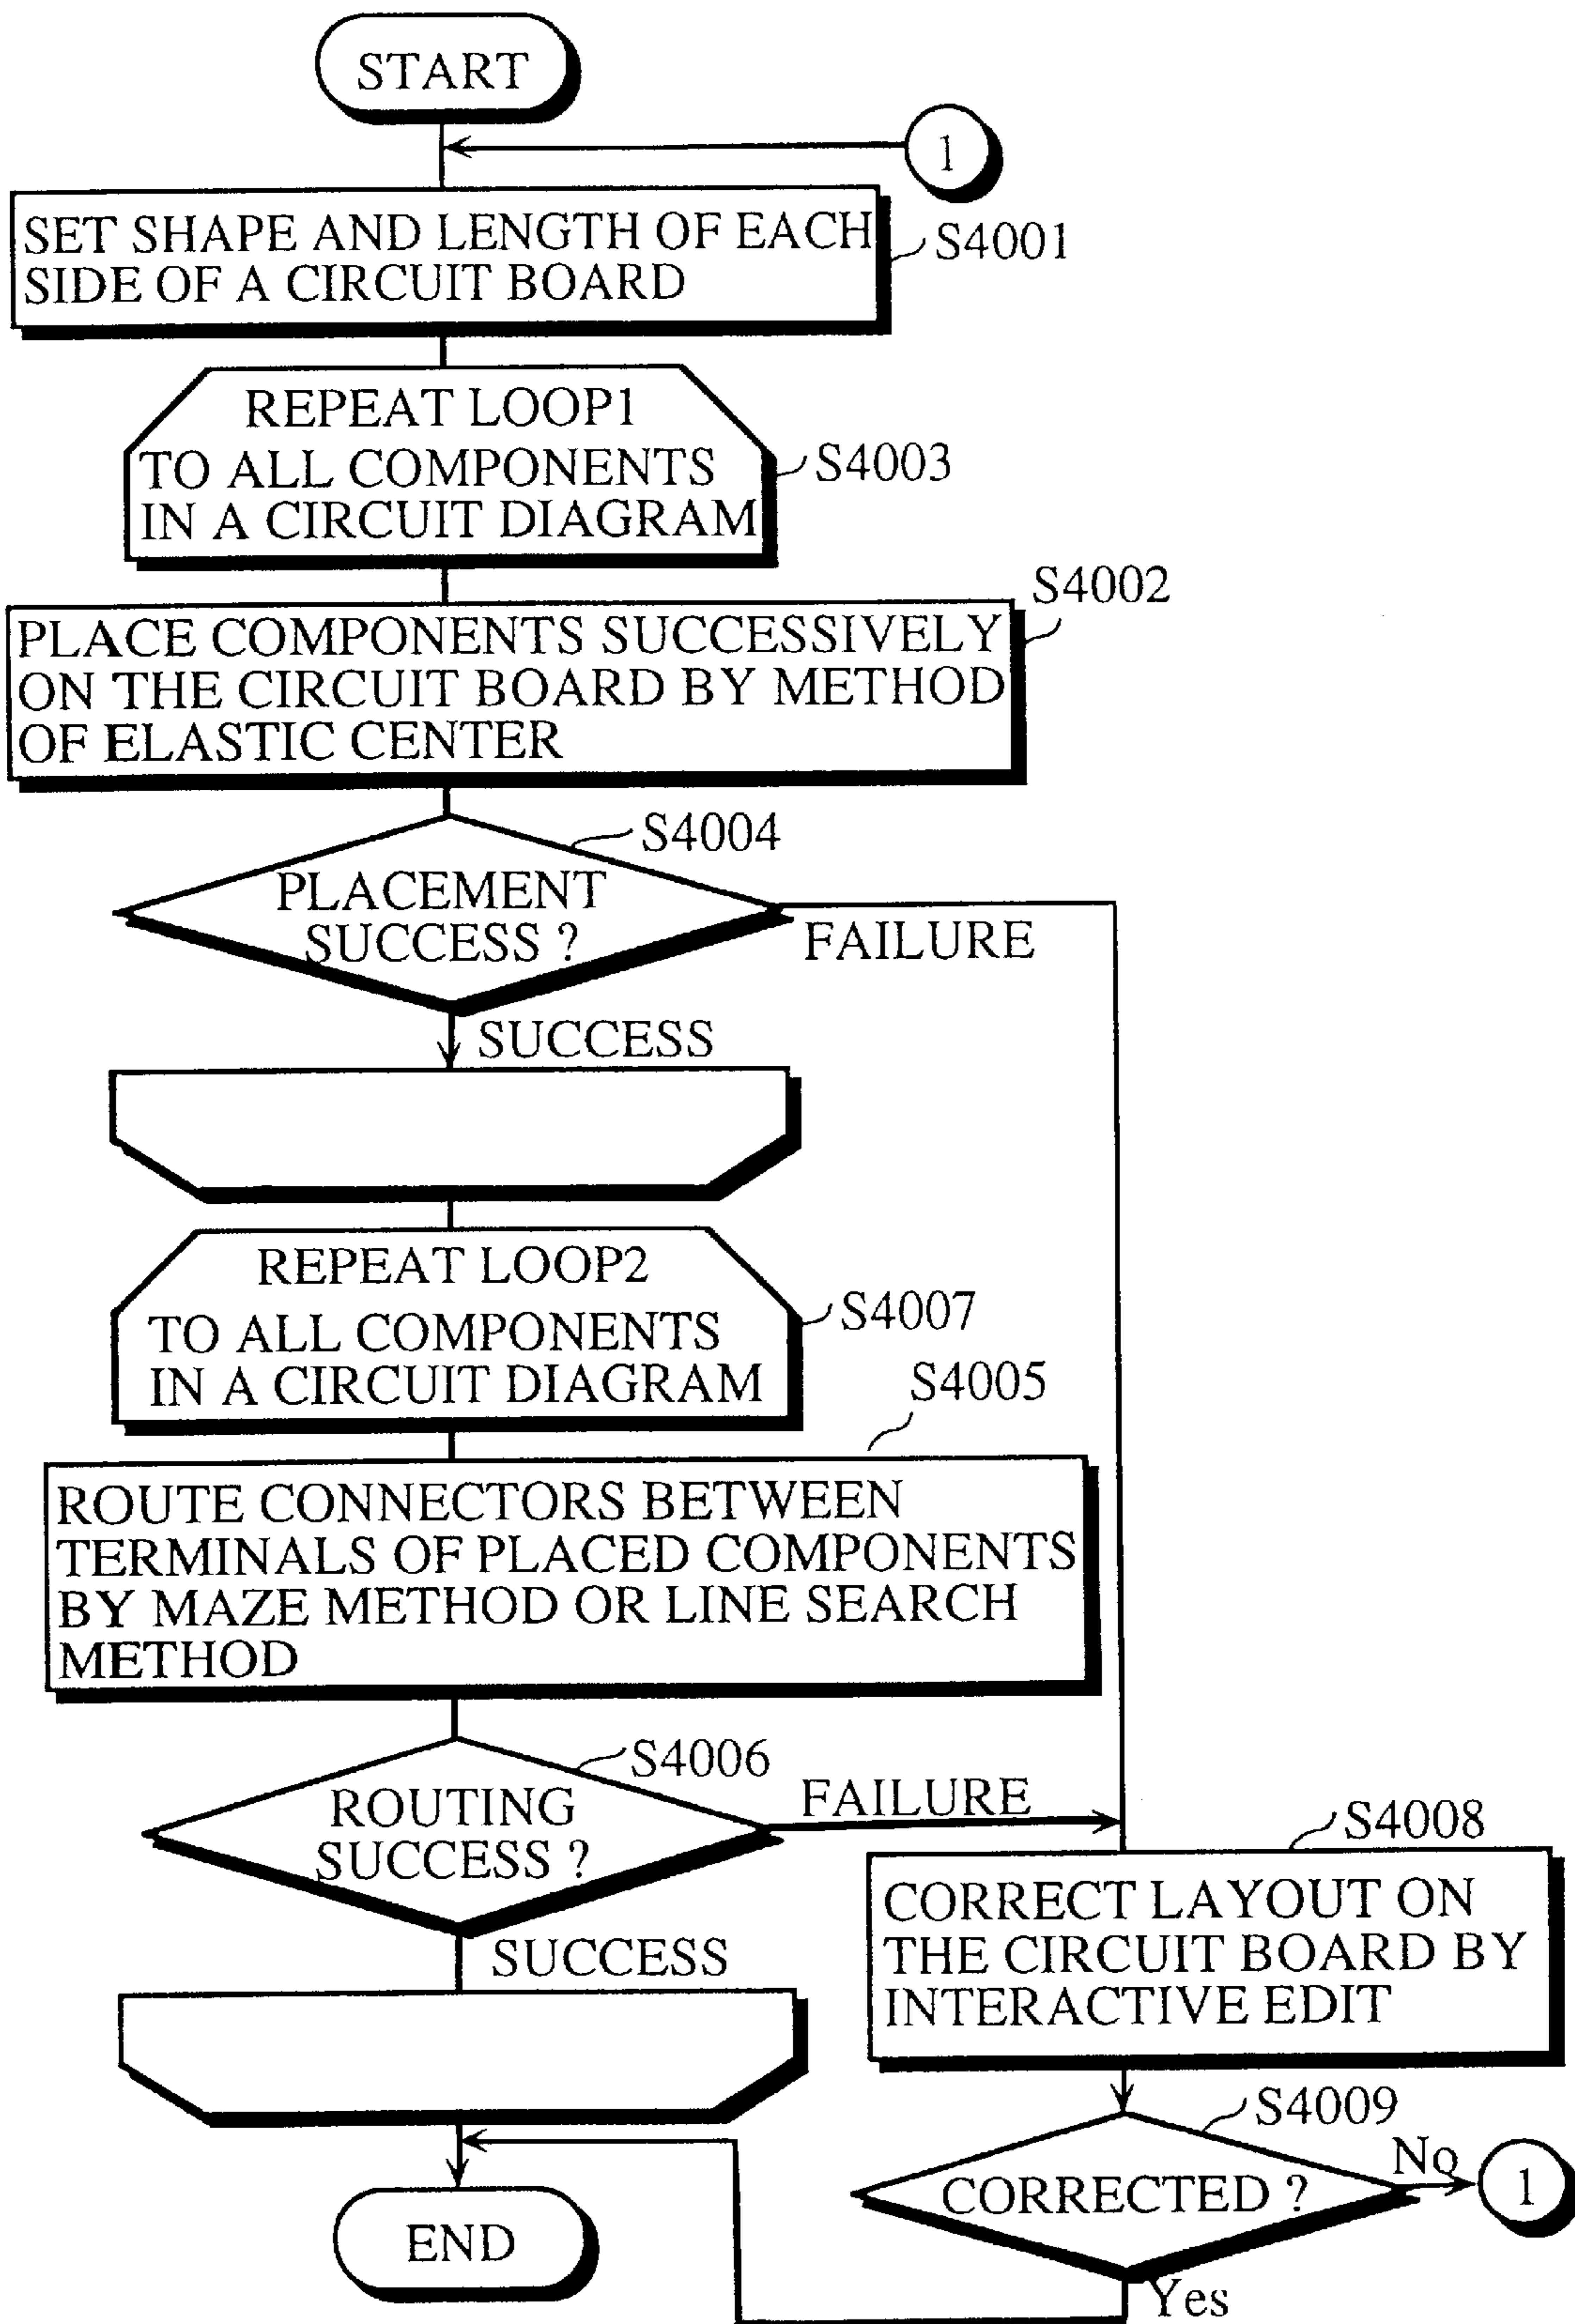 START
1
SET SHAPE AND LENGTH OF EACH
SIDE OF A CIRCUIT BOARD
S4001
REPEAT LOOP1
TO ALL COMPONENTS
IN A CIRCUIT DIAGRAM
S4003
S4002
PLACE COMPONENTS SUCCESSIVELY
ON THE CIRCUIT BOARD BY METHOD
OF ELASTIC CENTER
S4004
PLACEMENT
SUCCESS ?
FAILURE
SUCCESS
REPEAT LOOP2
TO ALL COMPONENTS
IN A CIRCUIT DIAGRAM
S4007
S4005
ROUTE CONNECTORS BETWEEN
TERMINALS OF PLACED COMPONENTS
BY MAZE METHOD OR LINE SEARCH
METHOD
S4006
ROUTING
SUCCESS ?
FAILURE
SUCCESS
S4008
CORRECT LAYOUT ON
THE CIRCUIT BOARD BY
INTERACTIVE EDIT
S4009
CORRECTED ?
No
1
Yes
END